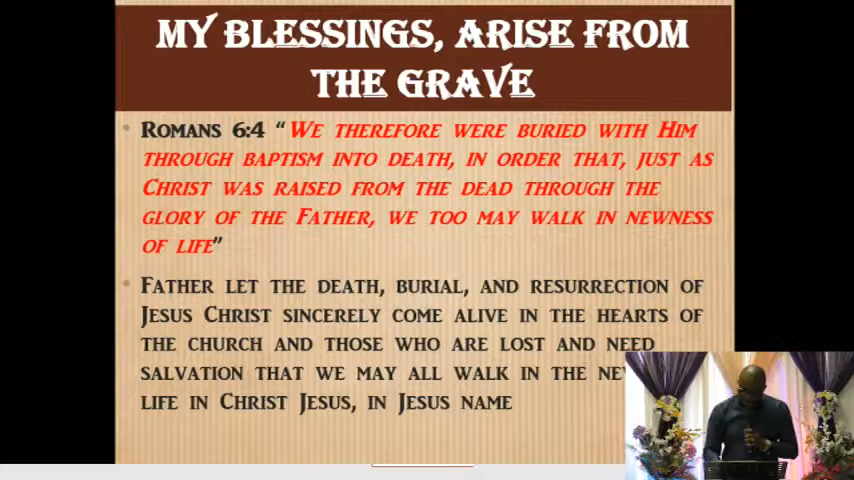 MY BLESSINGS, ARISE FROM
THE GRAVE
• ROMANS 6:4 “WE THEREFORE WERE BURIED WITH HIM
THROUGH BAPTISM INTO DEATH, IN ORDER THAT, JUST AS
CHRIST WAS RAISED FROM THE DEAD THROUGH THE
GLORY OF THE FATHER, WE TOO MAY WALK IN NEWNESS
OF LIFE”
• FATHER LET THE DEATH, BURIAL, AND RESURRECTION OF
JESUS CHRIST SINCERELY COME ALIVE IN THE HEARTS OF
THE CHURCH AND THOSE WHO ARE LOST AND NEED
SALVATION THAT WE MAY ALL WALK IN THE
LIFE IN CHRIST JESUS, IN JESUS NAME